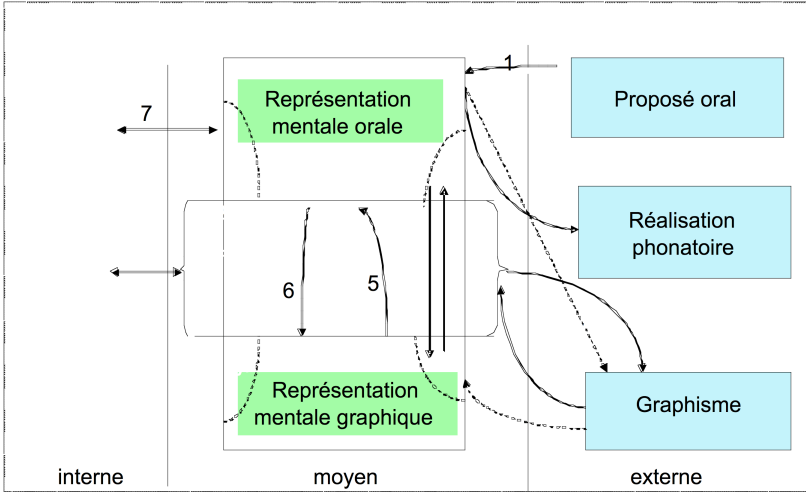 1
Représentation
mentale orale
Proposé oral
7
Réalisation
phonatoire
6
5
Représentation
mentale graphique
Graphisme
interne
moyen
externe